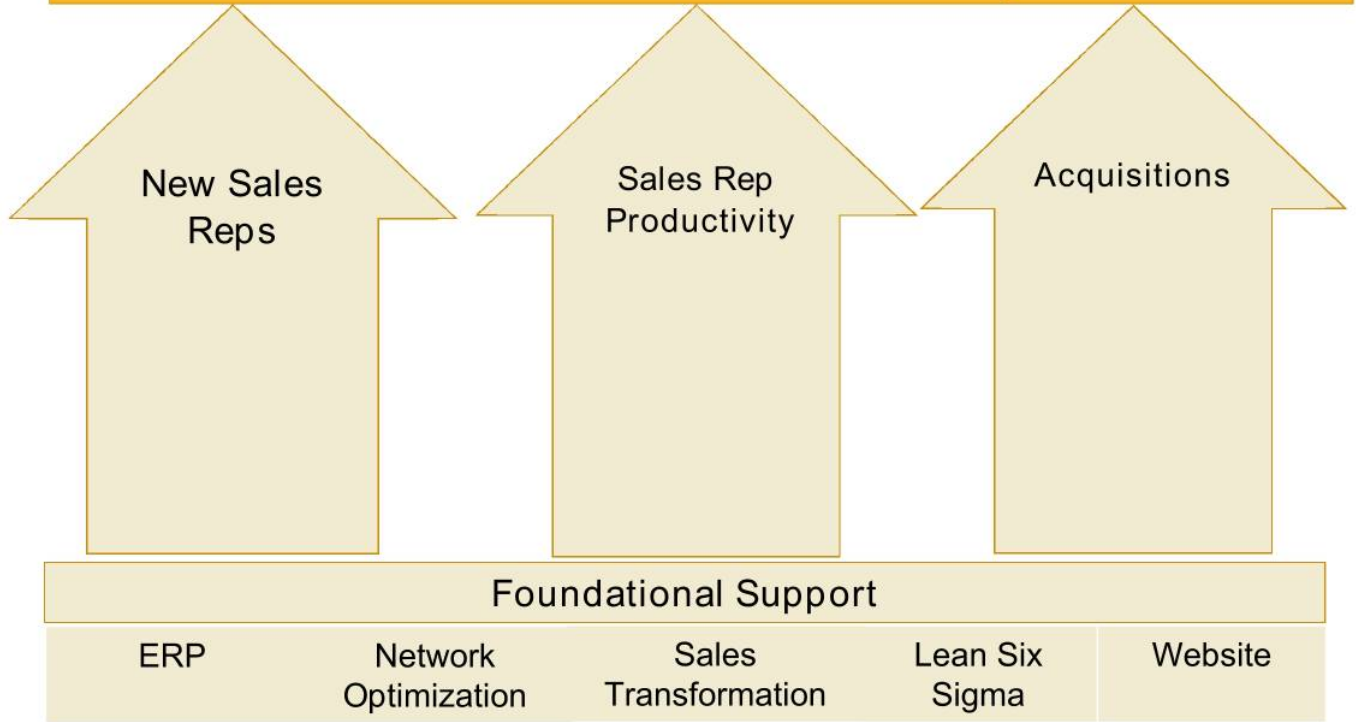 New Sales
Reps
Sales Rep
Productivity
Acquisitions
Foundational Support
ERP
Network
Optimization
Sales
Transformation
Lean Six
Sigma
Website